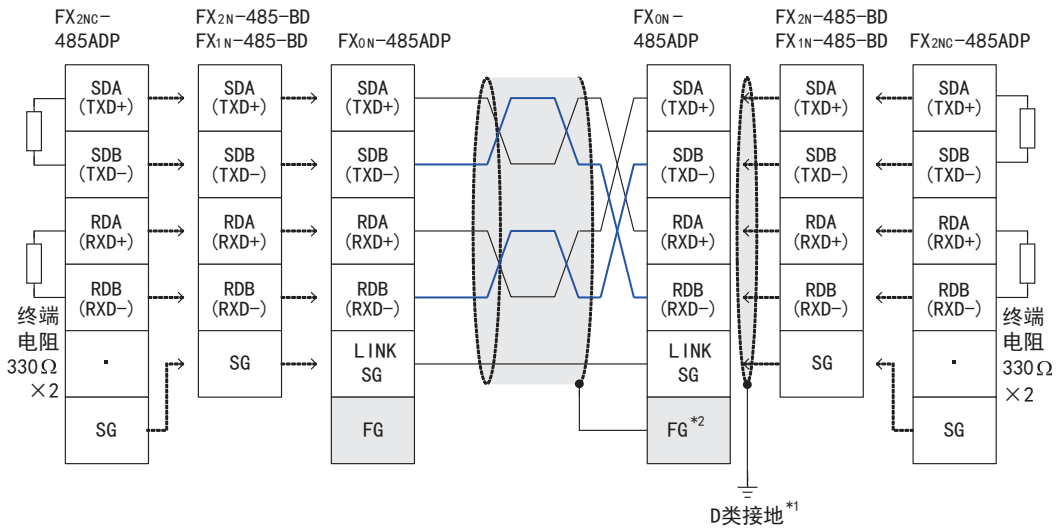 FX2NC-
485ADP
FX2N-485-BD
FX1N-485-BD
FX0N-485ADP
FX0N-
485ADP
FX2N-485-BD
FX1N-485-BD
FX2NC-485ADP
SDA
(TXD+)
SDB
(TXD-)
RDA
(RXD+)
RDB
(RXD-)
·
SG
终端
电阻
330Ω
×2
SDA
(TXD+)
SDB
(TXD-)
RDA
(RXD+)
RDB
(RXD-)
SG
SDA
(TXD+)
SDB
(TXD-)
RDA
(RXD+)
RDB
(RXD-)
LINK
SG
FG
SDA
(TXD+)
SDB
(TXD-)
RDA
(RXD+)
RDB
(RXD-)
LINK
SG
FG*2
SDA
(TXD+)
SDB
(TXD-)
RDA
(RXD+)
RDB
(RXD-)
SG
SDA
(TXD+)
SDB
(TXD-)
RDA
(RXD+)
RDB
(RXD-)
·
SG
终端
电阻
330Ω
×2
D类接地*1